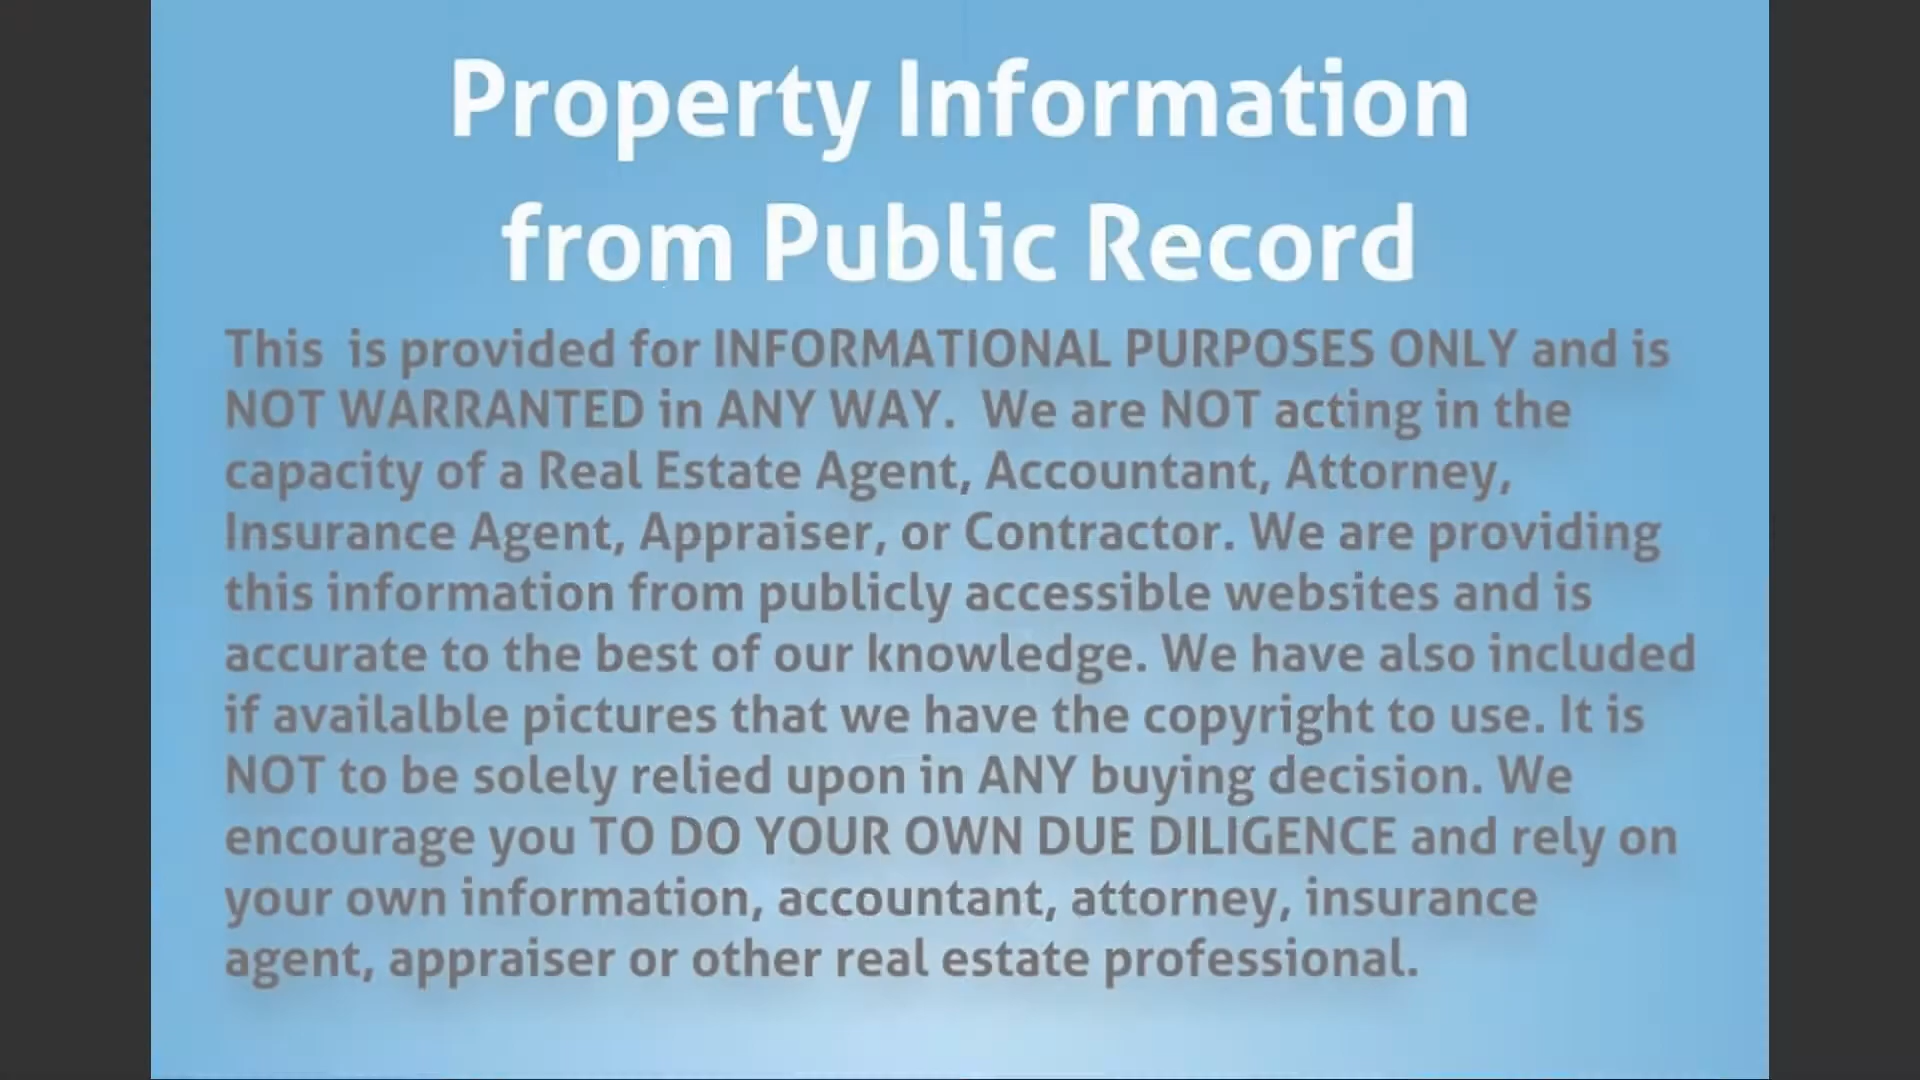 Property Information
from Public Record
This  is provided for INFORMATIONAL PURPOSES ONLY and is
NOT WARRANTED in ANY WAY.  We are NOT acting in the
capacity of a Real Estate Agent, Accountant, Attorney,
Insurance Agent, Appraiser, or Contractor. We are providing
this information from publicly accessible websites and is
accurate to the best of our knowledge. We have also included
if availalble pictures that we have the copyright to use. It is
NOT to be solely relied upon in ANY buying decision. We
encourage you TO DO YOUR OWN DUE DILIGENCE and rely on
your own information, accountant, attorney, insurance
agent, appraiser or other real estate professional.